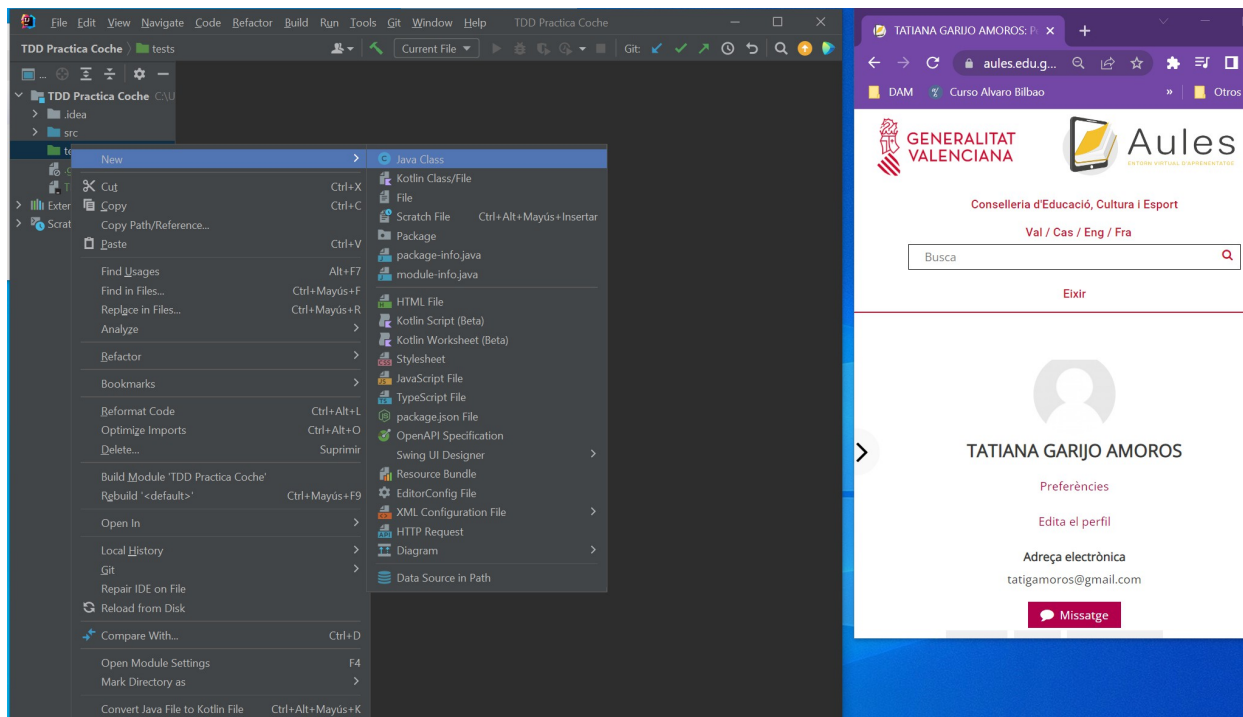 File Edit View Navigate Code Refactor Build Run Tools Git Window Help TDD Practica Coche
TDD Practica Coche tests Current File Git:
TDD Practica Coche C:\U
.idea
src
te
Exter
Scrat
New
Cut Ctrl+X
Copy Ctrl+C
Copy Path/Reference...
Paste Ctrl+V
Find Usages Alt+F7
Find in Files... Ctrl+Mayús+F
Replace in Files... Ctrl+Mayús+R
Analyze
Refactor
Bookmarks
Reformat Code Ctrl+Alt+L
Optimize Imports Ctrl+Alt+O
Delete... Suprimir
Build Module 'TDD Practica Coche'
Rebuild '<default>' Ctrl+Mayús+F9
Open In
Local History
Git
Repair IDE on File
Reload from Disk
Compare With... Ctrl+D
Open Module Settings F4
Mark Directory as
Convert Java File to Kotlin File Ctrl+Alt+Mayús+K
Java Class
Kotlin Class/File
File
Scratch File Ctrl+Alt+Mayús+Insertar
Package
package-info.java
module-info.java
HTML File
Kotlin Script (Beta)
Kotlin Worksheet (Beta)
Stylesheet
JavaScript File
TypeScript File
package.json File
OpenAPI Specification
Swing UI Designer
Resource Bundle
EditorConfig File
XML Configuration File
HTTP Request
Diagram
Data Source in Path
TATIANA GARIJO AMOROS: P
aules.edu.g...
DAM Curso Alvaro Bilbao » Otros
GENERALITAT
VALENCIANA
Aules
ENTORN VIRTUAL D'APRENENTATGE
Conselleria d'Educació, Cultura i Esport
Val / Cas / Eng / Fra
Busca
Eixir
TATIANA GARIJO AMOROS
Preferències
Edita el perfil
Adreça electrònica
tatigamoros@gmail.com
Missatge